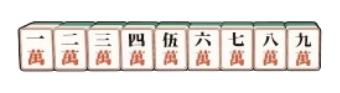 一 二 三 四 伍 六 七 八 九
萬 萬 萬 萬 萬 萬 萬 萬 萬